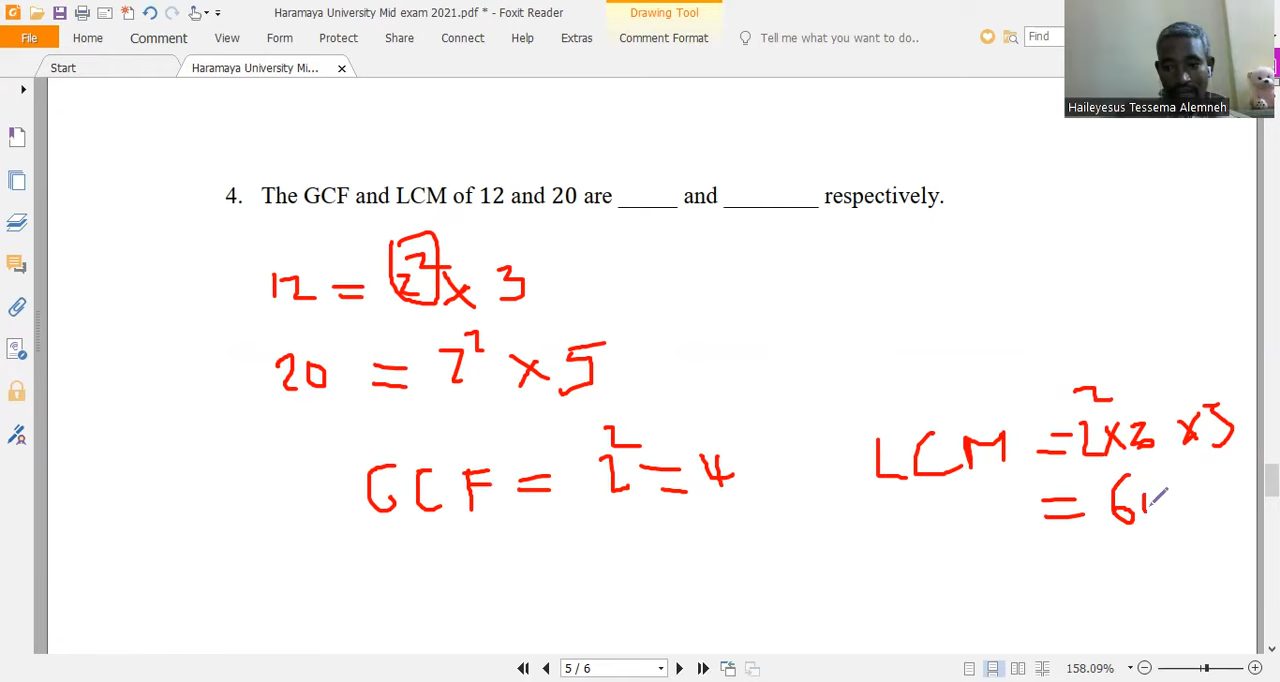 Haramaya University Mid exam 2021.pdf * - Foxit Reader
Drawing Tool
File Home Comment View Form Protect Share Connect Help Extras Comment Format Tell me what you want to do.. Find
Start Haramaya University Mi... x
Haileyesus Tessema Alemneh
4. The GCF and LCM of 12 and 20 are _____ and ________ respectively.
12 = 2² × 3
20 = 2² × 5
GCF = 2² = 4
LCM = 2² × 3 × 5
= 6
5 / 6
158.09%